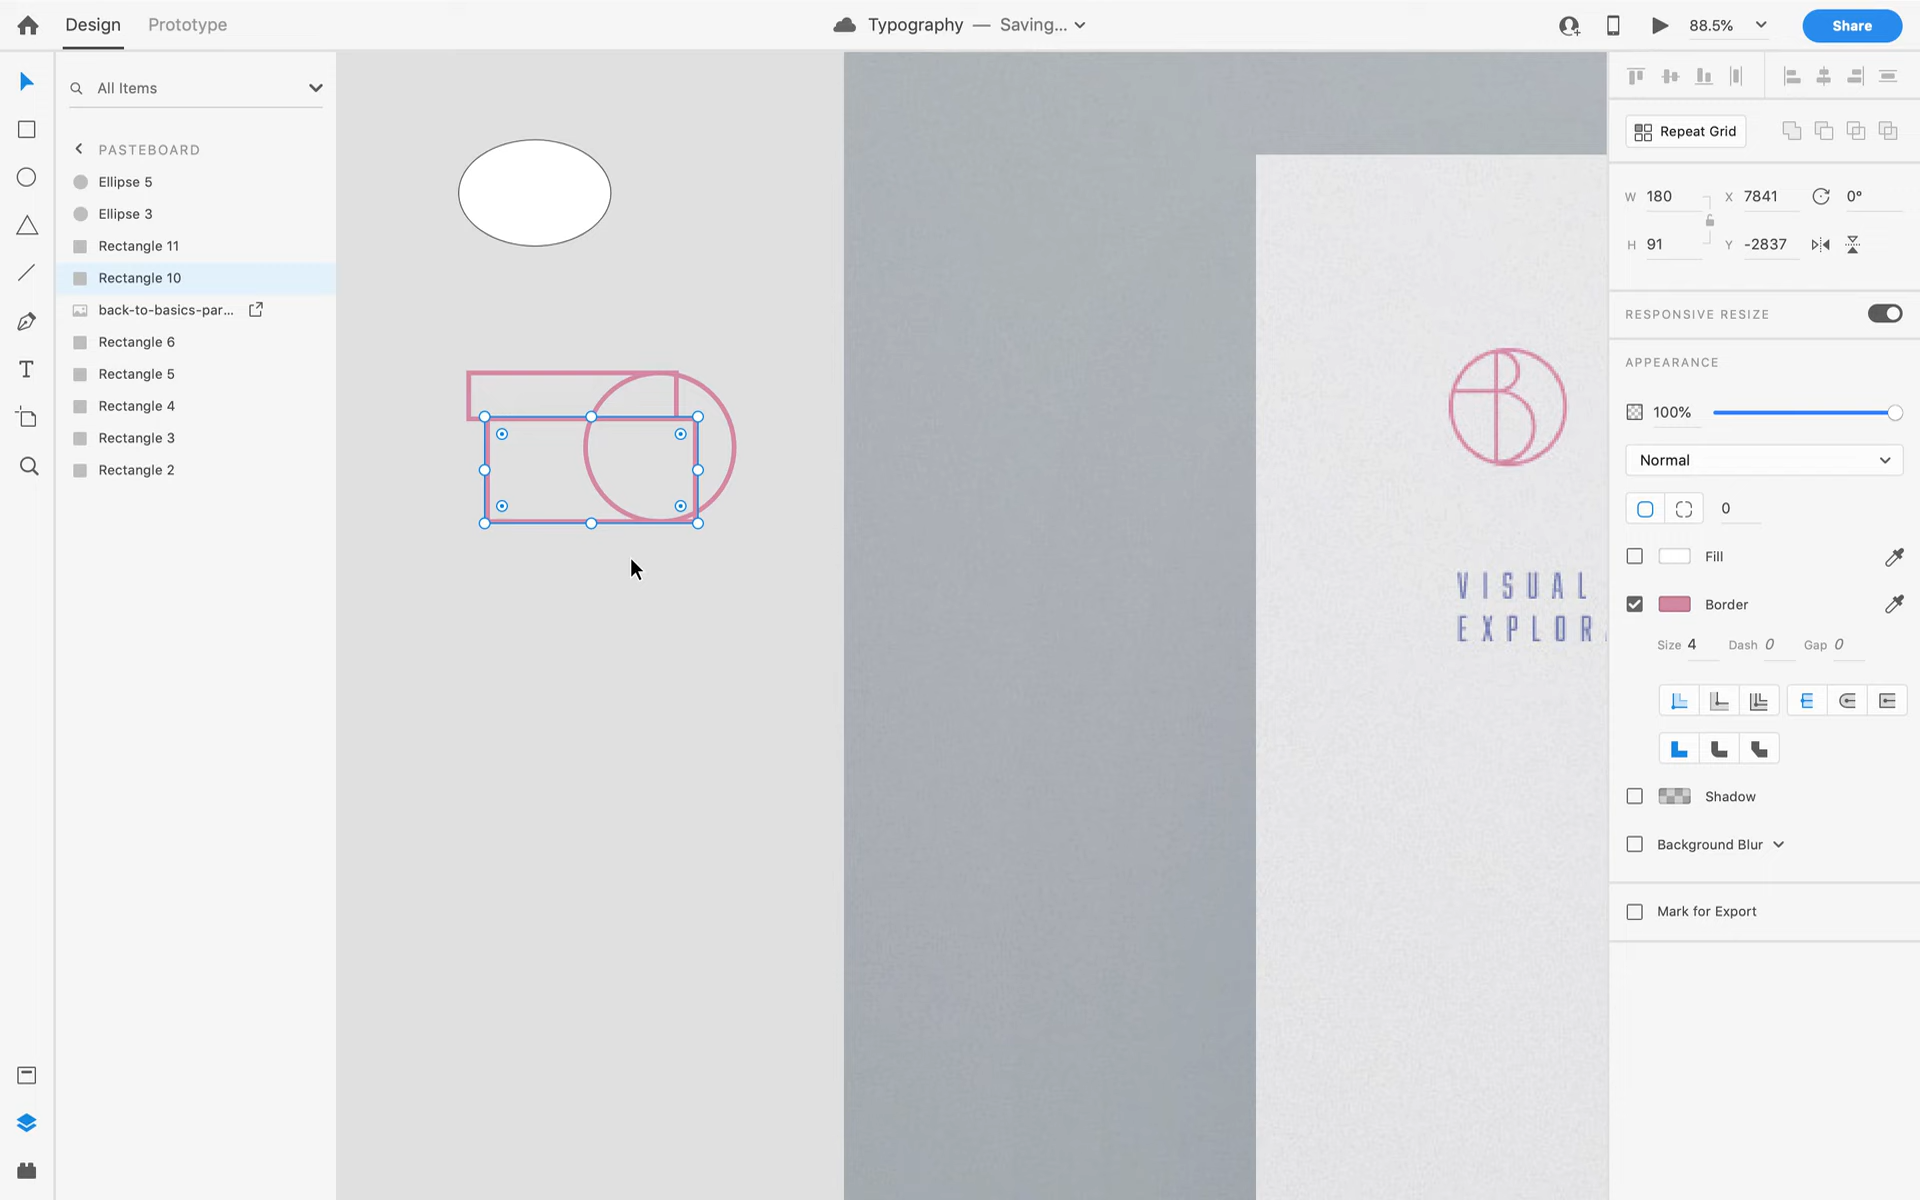 Design Prototype
Typography — Saving...
88.5%
Share
All Items
PASTEBOARD
Ellipse 5
Ellipse 3
Rectangle 11
Rectangle 10
back-to-basics-par...
Rectangle 6
Rectangle 5
Rectangle 4
Rectangle 3
Rectangle 2
VISUAL
EXPLOR
Repeat Grid
W 180 X 7841 0°
H 91 Y -2837
RESPONSIVE RESIZE
APPEARANCE
100%
Normal
0
Fill
Border
Size 4 Dash 0 Gap 0
Shadow
Background Blur
Mark for Export